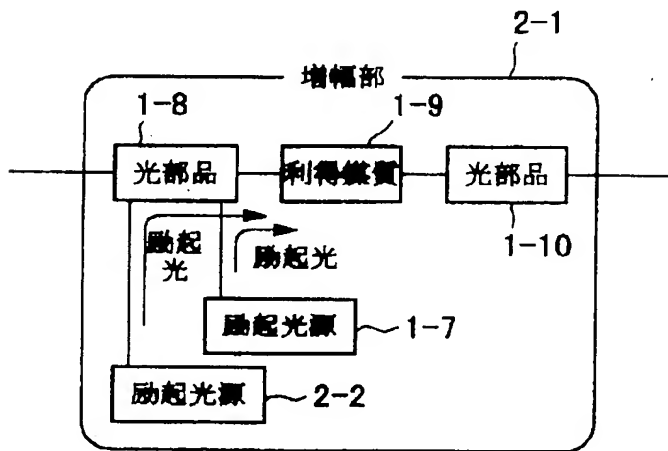 2-1
増幅部
1-8
1-9
光部品
利得媒質
光部品
1-10
励起
光
励起光
励起光源
1-7
励起光源
2-2